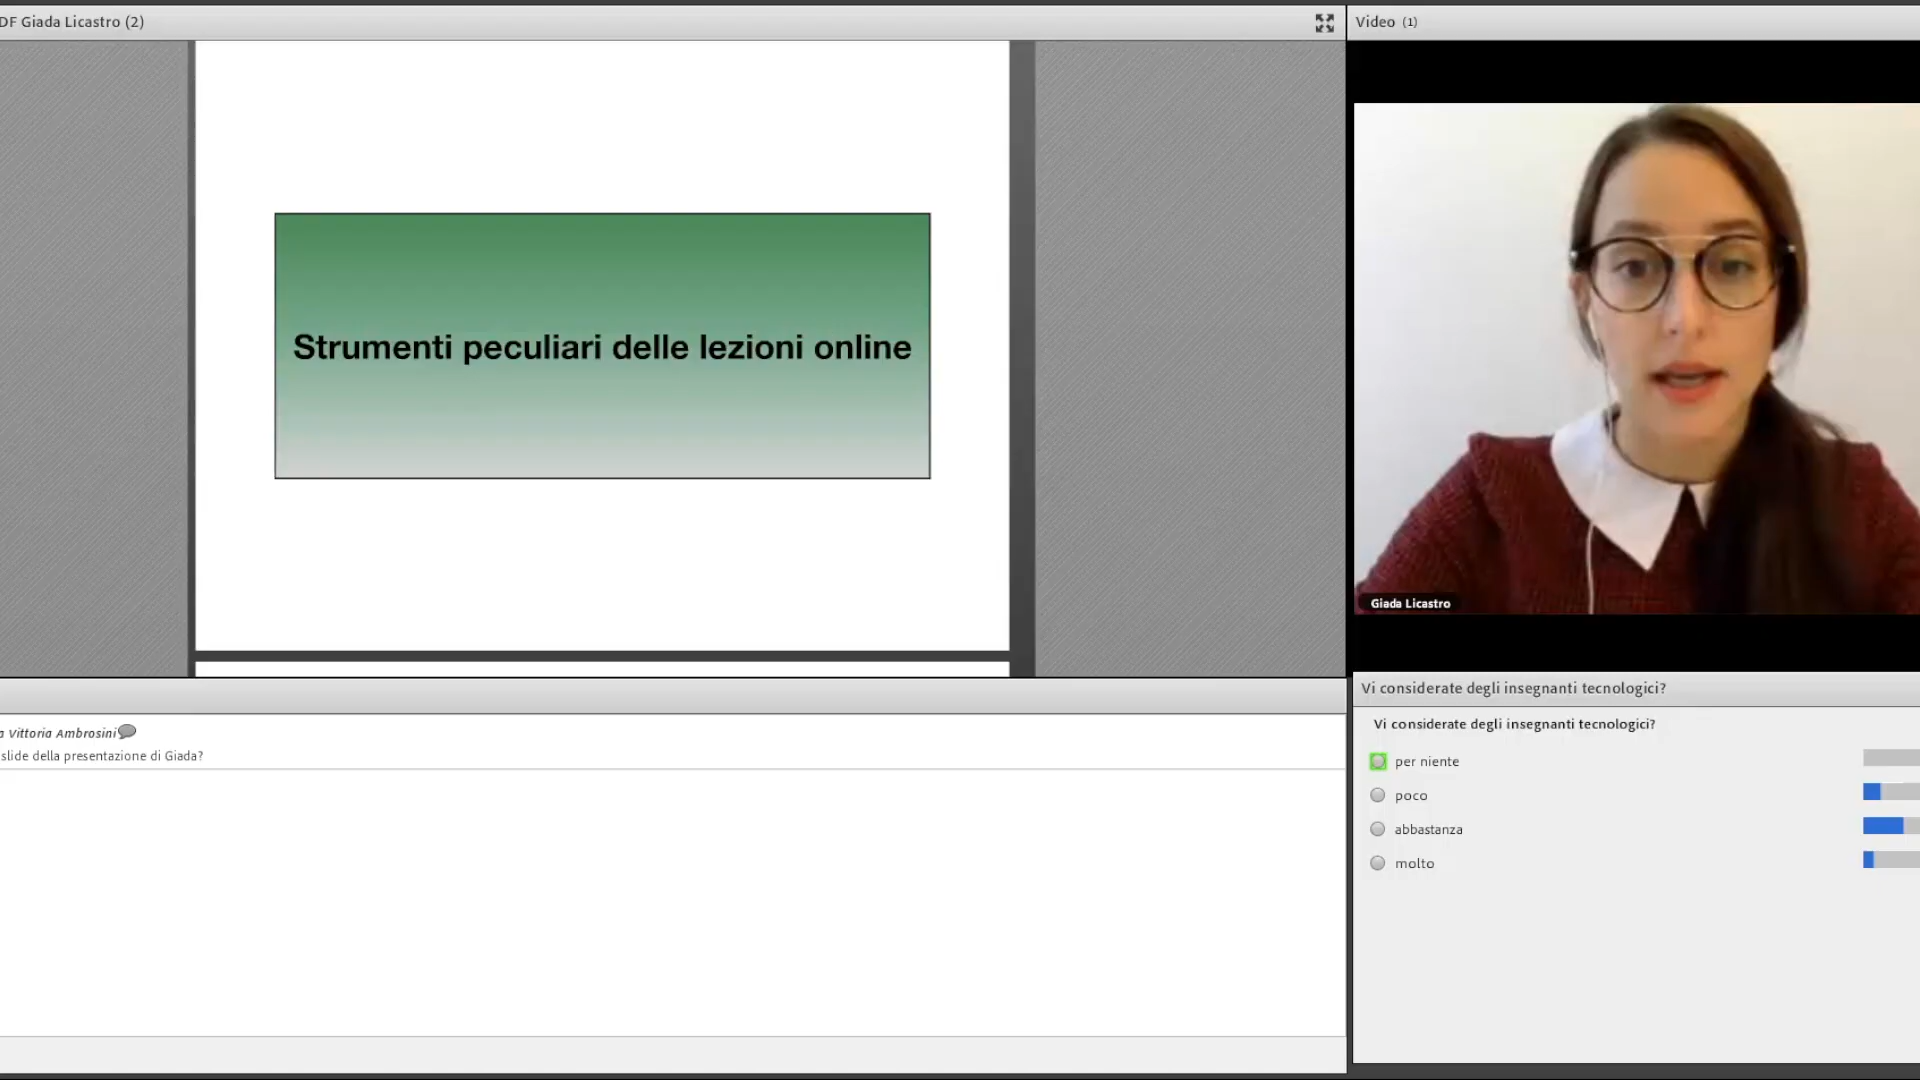 DF Giada Licastro (2)
Video (1)
Strumenti peculiari delle lezioni online
Giada Licastro
a Vittoria Ambrosini
slide della presentazione di Giada?
Vi considerate degli insegnanti tecnologici?
Vi considerate degli insegnanti tecnologici?
per niente
poco
abbastanza
molto